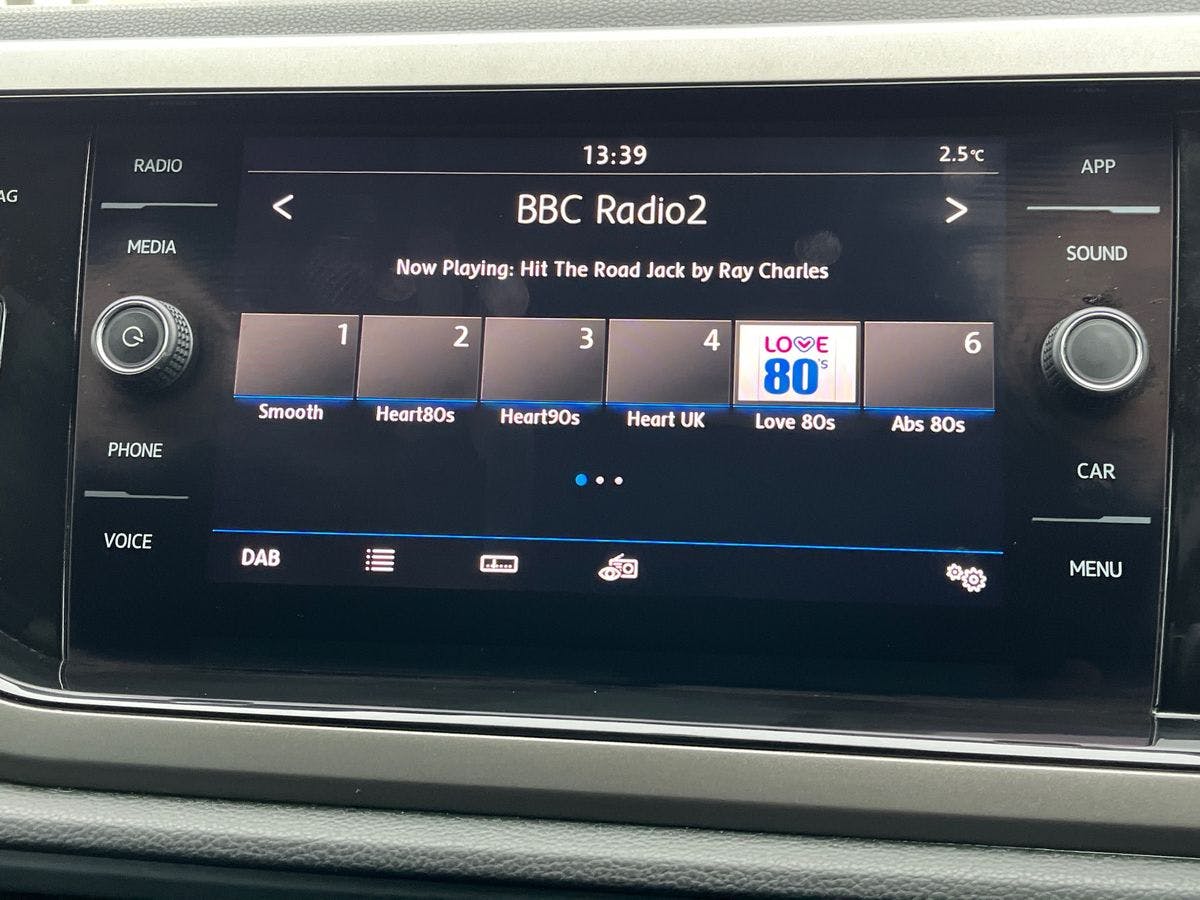 13:39
2.5°C
RADIO
APP
AG
< BBC Radio2 >
MEDIA
SOUND
Now Playing: Hit The Road Jack by Ray Charles
1 2 3 4 LOVE 80's 6
Smooth Heart80s Heart90s Heart UK Love 80s Abs 80s
PHONE
CAR
VOICE
DAB
MENU